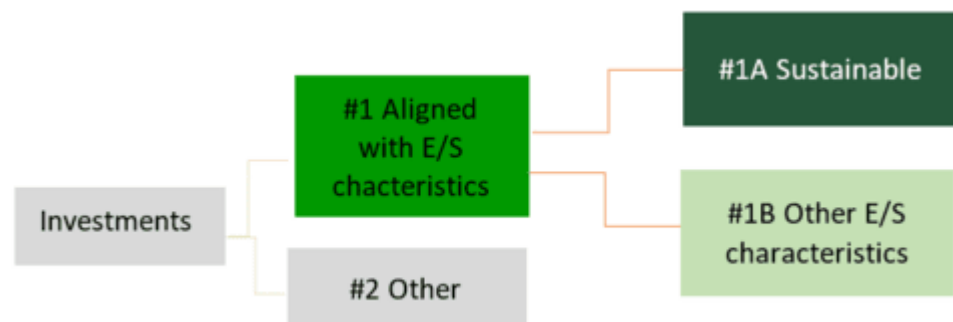 #1A Sustainable
#1 Aligned
with E/S
chacteristics
#1B Other E/S
characteristics
Investments
#2 Other